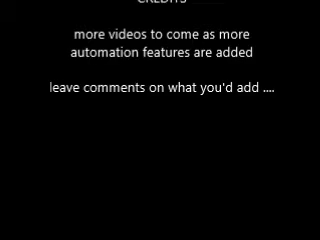 CREDITS
more videos to come as more
automation features are added
leave comments on what you'd add ....